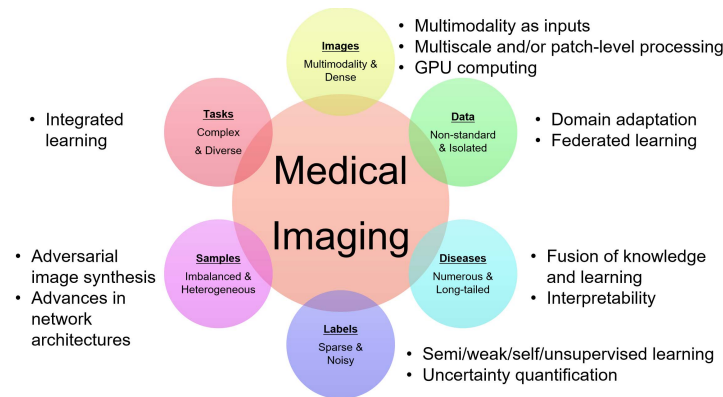 Images
Multimodality &
Dense
• Multimodality as inputs
• Multiscale and/or patch-level processing
• GPU computing
Tasks
Complex
& Diverse
• Integrated
learning
Data
Non-standard
& Isolated
• Domain adaptation
• Federated learning
Medical
Imaging
Samples
Imbalanced &
Heterogeneous
• Adversarial
image synthesis
• Advances in
network
architectures
Diseases
Numerous &
Long-tailed
• Fusion of knowledge
and learning
• Interpretability
Labels
Sparse &
Noisy
• Semi/weak/self/unsupervised learning
• Uncertainty quantification